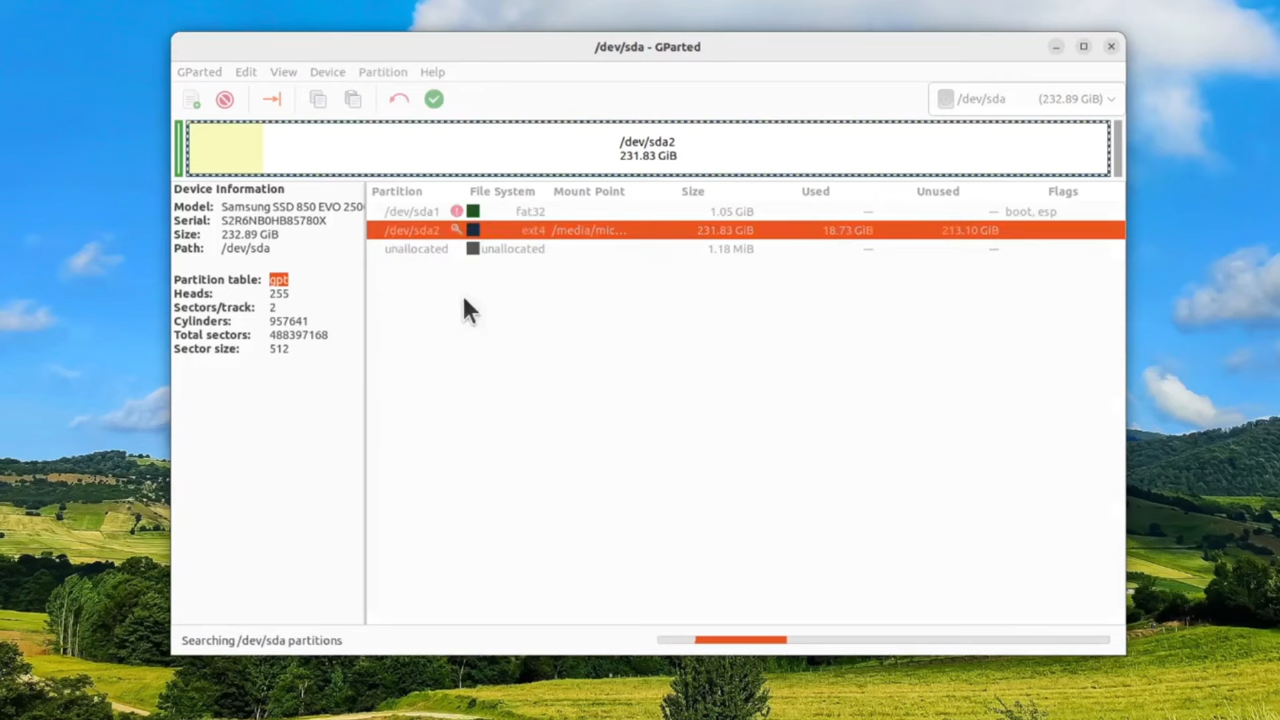 /dev/sda - GParted
GParted Edit View Device Partition Help
/dev/sda (232.89 GiB)
/dev/sda2
231.83 GiB
Device Information
Model: Samsung SSD 850 EVO 250
Serial: S2R6NB0HB85780X
Size: 232.89 GiB
Path: /dev/sda
Partition table: gpt
Heads: 255
Sectors/track: 2
Cylinders: 957641
Total sectors: 488397168
Sector size: 512
Partition File System Mount Point Size Used Unused Flags
/dev/sda1 fat32 1.05 GiB — — boot, esp
/dev/sda2 ext4 /media/mic... 231.83 GiB 18.73 GiB 213.10 GiB
unallocated unallocated 1.18 MiB — —
Searching /dev/sda partitions